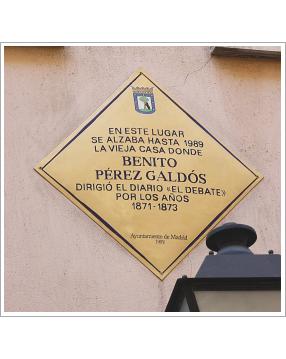 EN ESTE LUGAR
SE ALZABA HASTA 1989
LA VIEJA CASA DONDE
BENITO
PÉREZ GALDÓS
DIRIGIÓ EL DIARIO «EL DEBATE»
POR LOS AÑOS
1871-1873
Ayuntamiento de Madrid